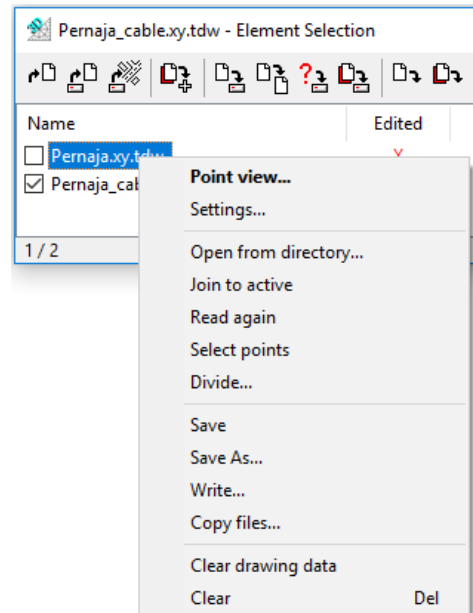 Pernaja_cable.xy.tdw - Element Selection
Name Edited
Pernaja.xy.tdw
Pernaja_cab
1 / 2
Point view...
Settings...
Open from directory...
Join to active
Read again
Select points
Divide...
Save
Save As...
Write...
Copy files...
Clear drawing data
Clear Del